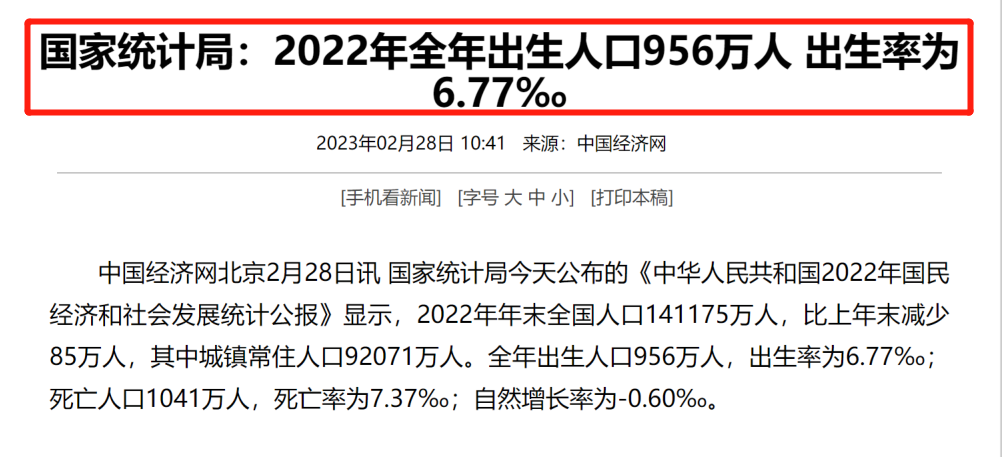 国家统计局：2022年全年出生人口956万人 出生率为
6.77‰
2023年02月28日 10:41 来源：中国经济网
[手机看新闻] [字号 大 中 小] [打印本稿]
中国经济网北京2月28日讯 国家统计局今天公布的《中华人民共和国2022年国民
经济和社会发展统计公报》显示，2022年年末全国人口141175万人，比上年末减少
85万人，其中城镇常住人口92071万人。全年出生人口956万人，出生率为6.77‰；
死亡人口1041万人，死亡率为7.37‰；自然增长率为-0.60‰。